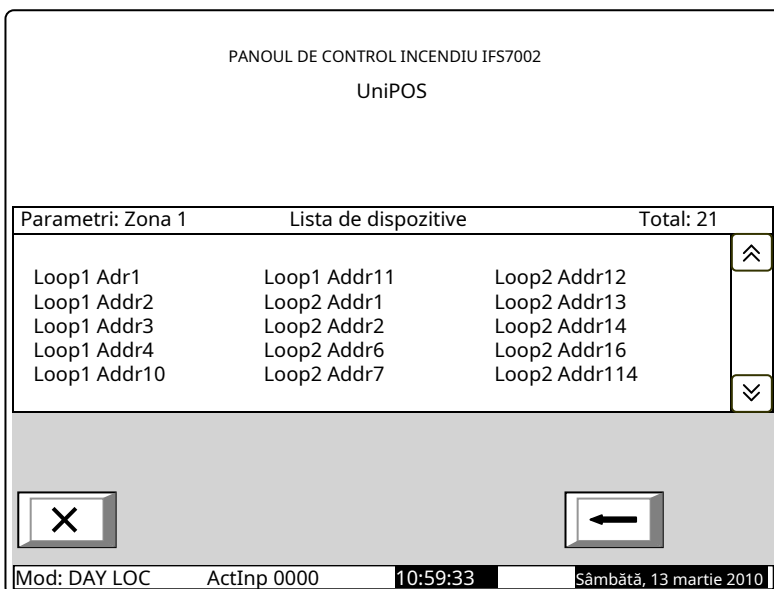 PANOUL DE CONTROL INCENDIU IFS7002
UniPOS
Parametri: Zona 1 Lista de dispozitive Total: 21
Loop1 Adr1 Loop1 Addr11 Loop2 Addr12
Loop1 Addr2 Loop2 Addr1 Loop2 Addr13
Loop1 Addr3 Loop2 Addr2 Loop2 Addr14
Loop1 Addr4 Loop2 Addr6 Loop2 Addr16
Loop1 Addr10 Loop2 Addr7 Loop2 Addr114
Mod: DAY LOC ActInp 0000 10:59:33 Sâmbătă, 13 martie 2010